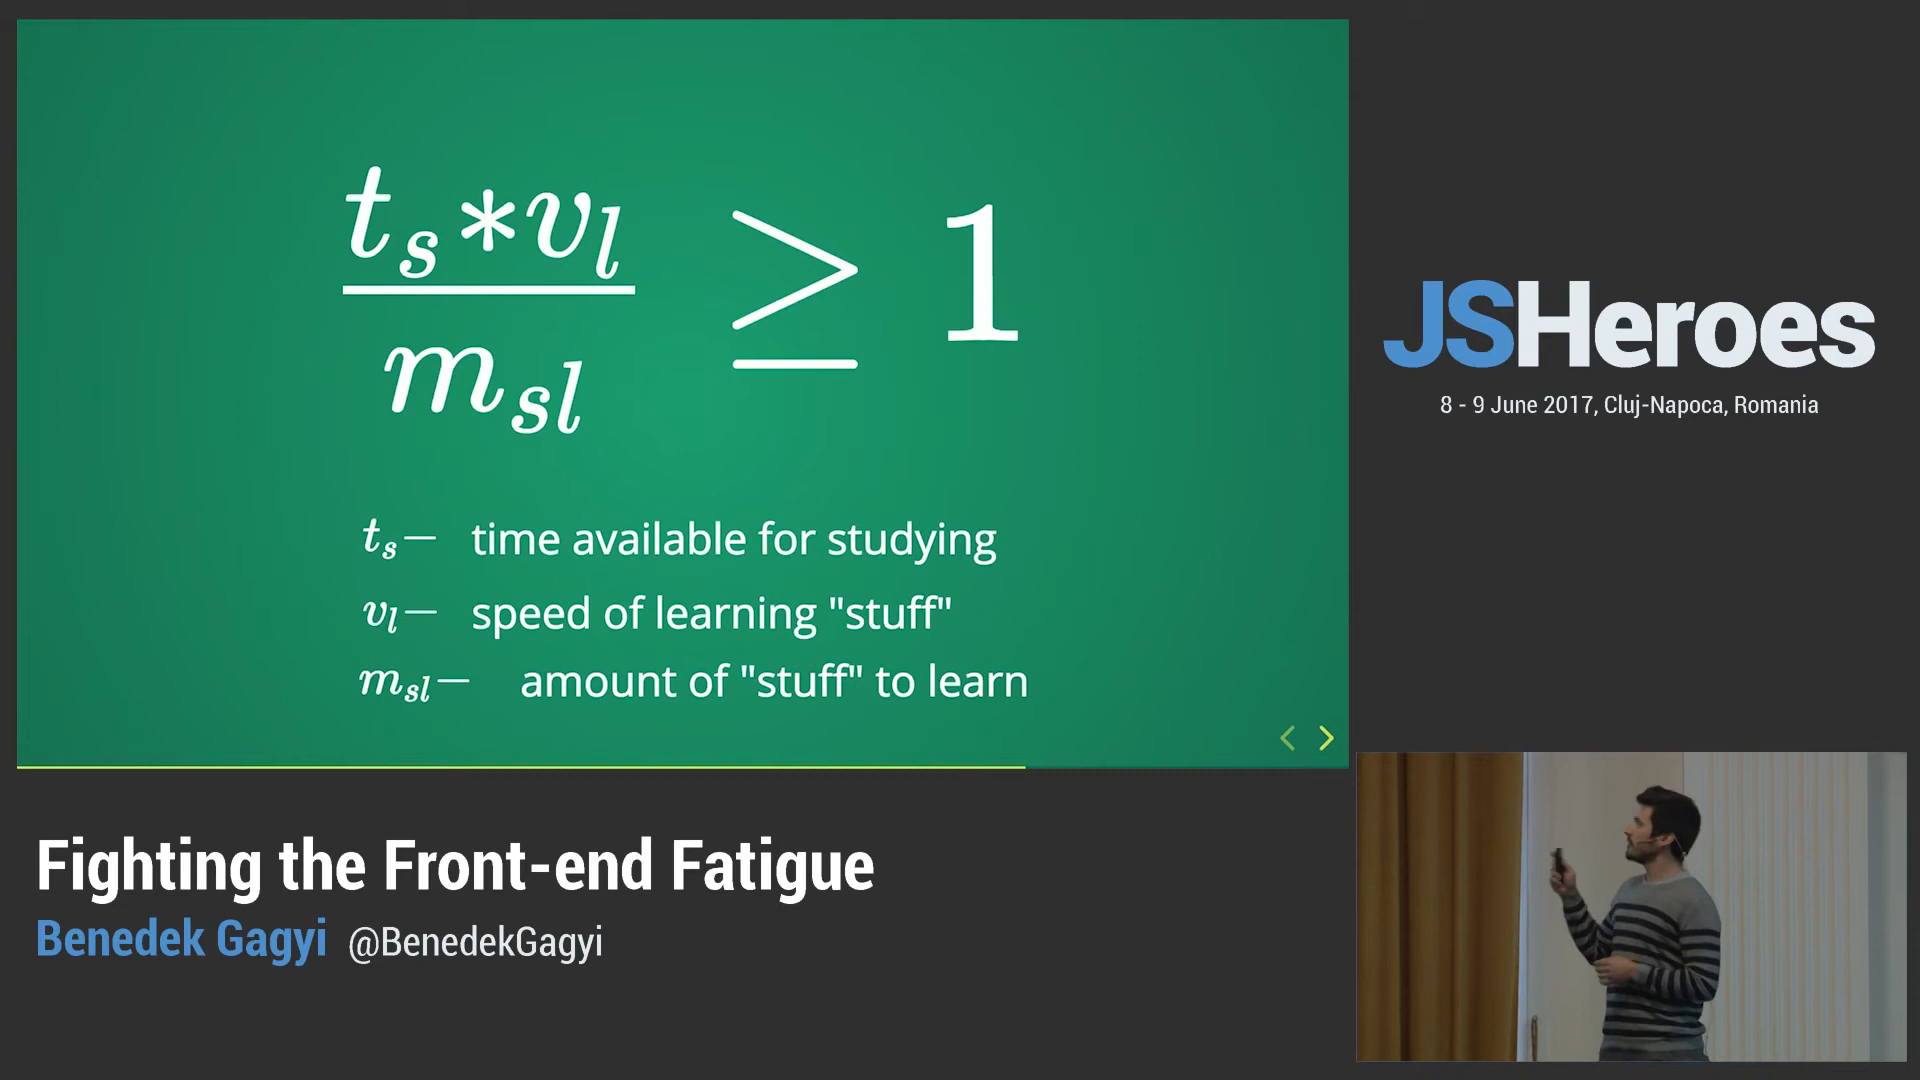 t_s*v_l
m_sl
≥ 1
t_s— time available for studying
v_l— speed of learning "stuff"
m_sl— amount of "stuff" to learn
JSHeroes
8 - 9 June 2017, Cluj-Napoca, Romania
Fighting the Front-end Fatigue
Benedek Gagyi @BenedekGagyi